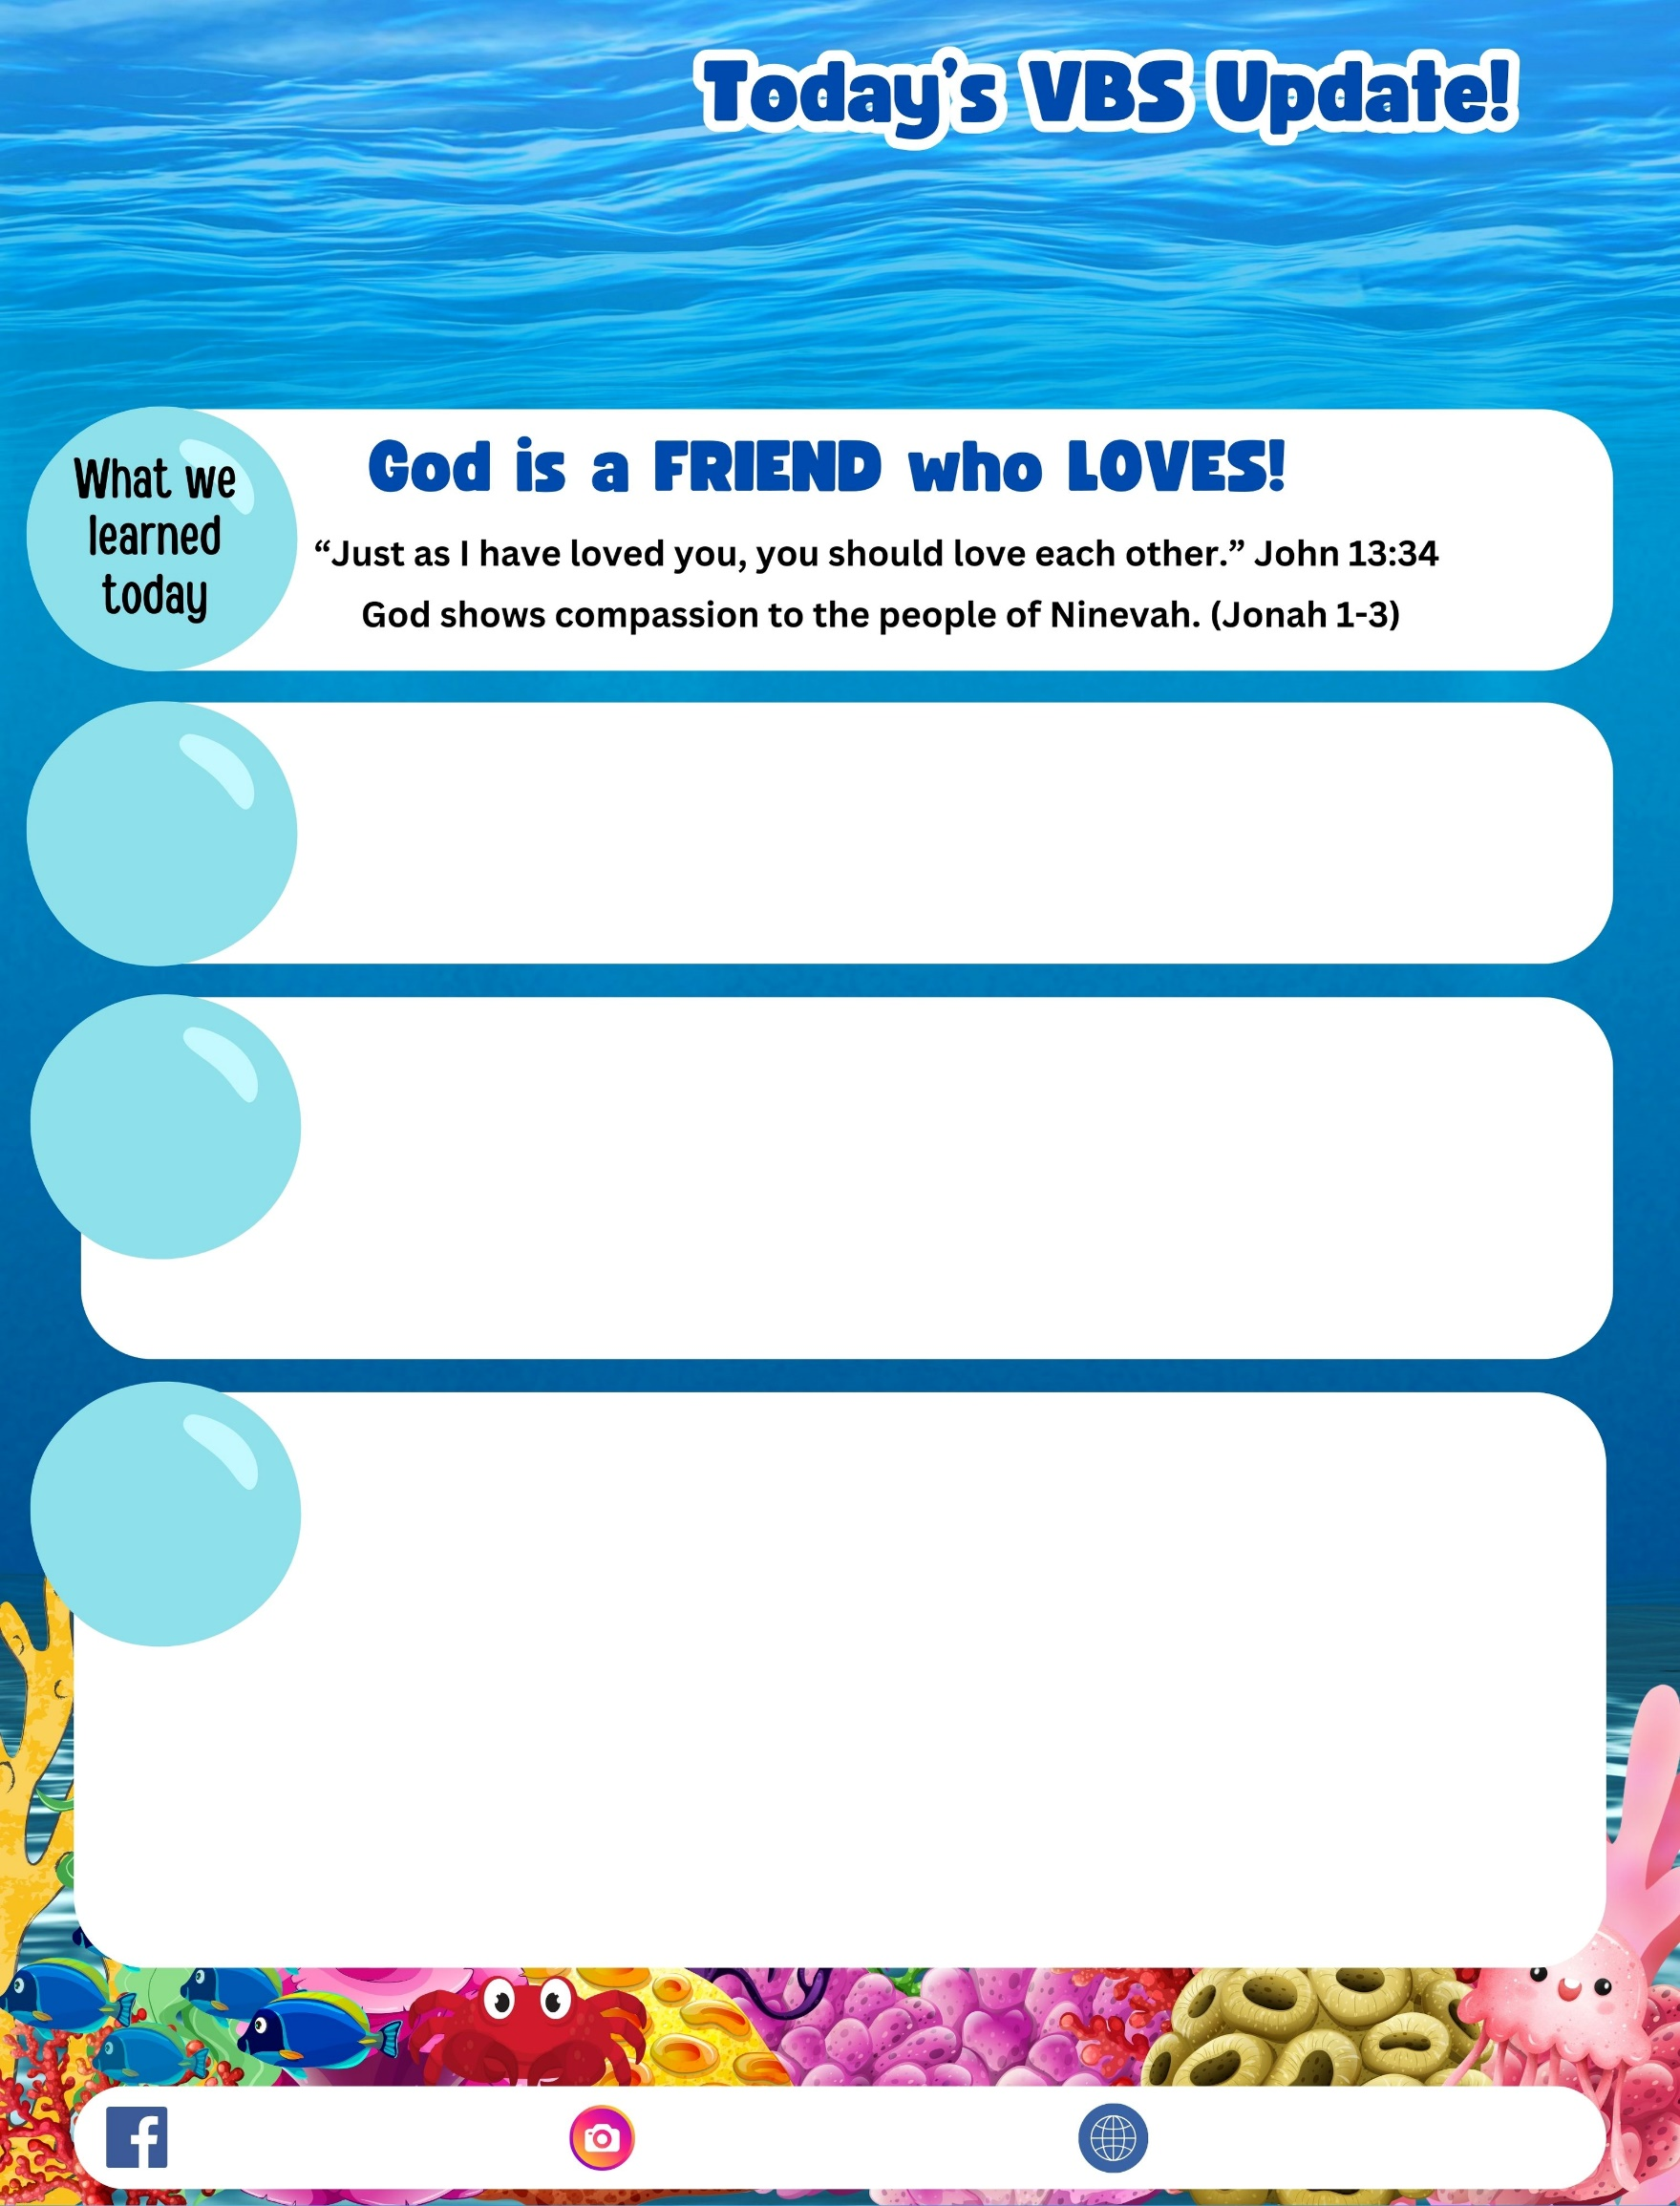 Today’s VBS Update!
What we
learned
today
God is a FRIEND who LOVES!
“Just as I have loved you, you should love each other.” John 13:34
God shows compassion to the people of Ninevah. (Jonah 1-3)